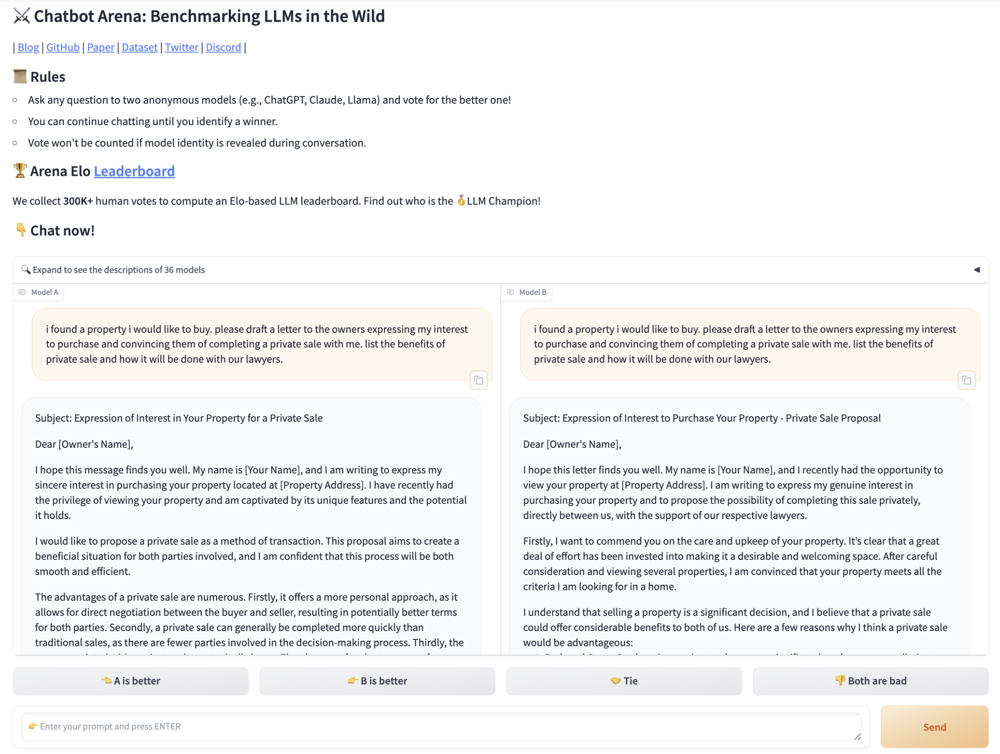 ⚔️ Chatbot Arena: Benchmarking LLMs in the Wild
| Blog | GitHub | Paper | Dataset | Twitter | Discord |
📜 Rules
Ask any question to two anonymous models (e.g., ChatGPT, Claude, Llama) and vote for the better one!
You can continue chatting until you identify a winner.
Vote won't be counted if model identity is revealed during conversation.
🏆 Arena Elo Leaderboard
We collect 300K+ human votes to compute an Elo-based LLM leaderboard. Find out who is the 🥇LLM Champion!
👇 Chat now!
🔍 Expand to see the descriptions of 36 models
Model A
i found a property i would like to buy. please draft a letter to the owners expressing my interest
to purchase and convincing them of completing a private sale with me. list the benefits of
private sale and how it will be done with our lawyers.
Subject: Expression of Interest in Your Property for a Private Sale
Dear [Owner's Name],
I hope this message finds you well. My name is [Your Name], and I am writing to express my
sincere interest in purchasing your property located at [Property Address]. I have recently had
the privilege of viewing your property and am captivated by its unique features and the potential
it holds.
I would like to propose a private sale as a method of transaction. This proposal aims to create a
beneficial situation for both parties involved, and I am confident that this process will be both
smooth and efficient.
The advantages of a private sale are numerous. Firstly, it offers a more personal approach, as it
allows for direct negotiation between the buyer and seller, resulting in potentially better terms
for both parties. Secondly, a private sale can generally be completed more quickly than
traditional sales, as there are fewer parties involved in the decision-making process. Thirdly, the
Model B
i found a property i would like to buy. please draft a letter to the owners expressing my interest
to purchase and convincing them of completing a private sale with me. list the benefits of
private sale and how it will be done with our lawyers.
Subject: Expression of Interest to Purchase Your Property - Private Sale Proposal
Dear [Owner's Name],
I hope this letter finds you well. My name is [Your Name], and I recently had the opportunity to
view your property at [Property Address]. I am writing to express my genuine interest in
purchasing your property and to propose the possibility of completing this sale privately,
directly between us, with the support of our respective lawyers.
Firstly, I want to commend you on the care and upkeep of your property. It’s clear that a great
deal of effort has been invested into making it a desirable and welcoming space. After careful
consideration and viewing several properties, I am convinced that your property meets all the
criteria I am looking for in a home.
I understand that selling a property is a significant decision, and I believe that a private sale
could offer considerable benefits to both of us. Here are a few reasons why I think a private sale
would be advantageous:
👈 A is better
👉 B is better
🤝 Tie
👎 Both are bad
👉 Enter your prompt and press ENTER
Send